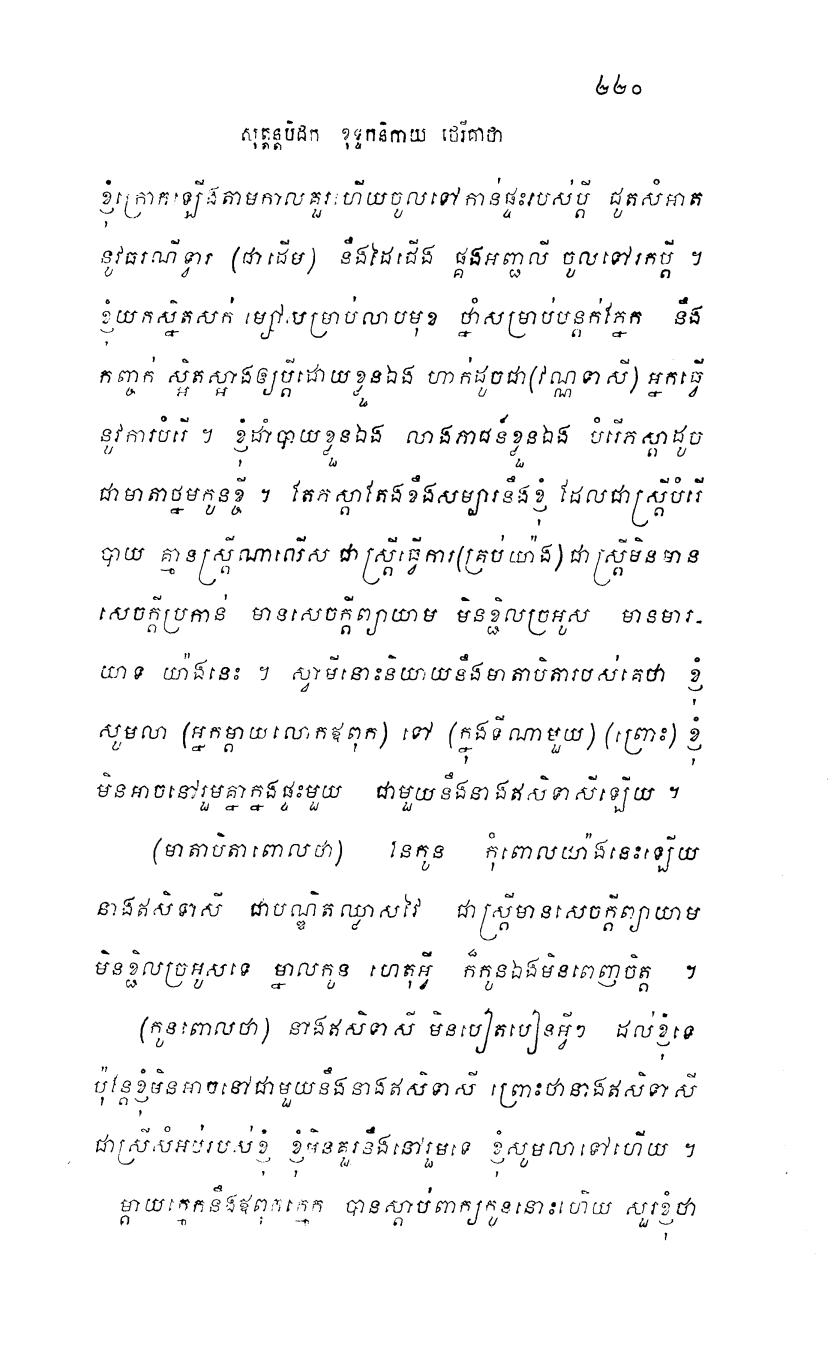 ២២០
សុត្តន្តបិដក ខុទ្ទកនិកាយ ថេរីគាថា
ខ្ញុំក្រោកឡើងតាមកាលគួរ ហើយចូលទៅកាន់ផ្ទះរបស់ប្តី ជូតសំអាត
នូវធរណីទ្វារ (ជាដើម) នឹងដៃជើង ផ្គងអញ្ជលី ចូលទៅរកប្តី ។
ខ្ញុំយកស្និតសក់ ម្សៅសម្រាប់លាបមុខ ថ្នាំសម្រាប់បន្តក់ភ្នែក នឹង
កញ្ចក់ ស្អិតស្អាងឲ្យប្តីដោយខ្លួនឯង ហាក់ដូចជា(វណ្ណទាសី) អ្នកធ្វើ
នូវការបំរើ ។ ខ្ញុំដាំបាយខ្លួនឯង លាងភាជន៍ខ្លួនឯង បំរើភស្តាដូច
ជាមាតាថ្នមកូនខ្ចី ។ តែភស្តាតែងខឹងសម្បារនឹងខ្ញុំ ដែលជាស្ត្រីបំរើ
បាយ គ្មានស្ត្រីណាលើស ជាស្ត្រីធ្វើការ(គ្រប់យ៉ាង)ជាស្ត្រីមិនមាន
សេចក្តីប្រកាន់ មានសេចក្តីព្យាយាម មិនខ្ជិលច្រអូស មានមារ-
យាទ យ៉ាងនេះ ។ ស្វាមីនោះនិយាយនឹងមាតាបិតារបស់គេថា ខ្ញុំ
សូមលា (អ្នកម្តាយលោកឪពុក) ទៅ (ក្នុងទីណាមួយ) (ព្រោះ) ខ្ញុំ
មិនអាចនៅរួមគ្នាក្នុងផ្ទះមួយ ជាមួយនឹងនាងឥសិទាសីឡើយ ។
(មាតាបិតាពោលថា) នែកូន កុំពោលយ៉ាងនេះឡើយ
នាងឥសិទាសី ជាបណ្ឌិតឈ្លាសវៃ ជាស្ត្រីមានសេចក្តីព្យាយាម
មិនខ្ជិលច្រអូសទេ ម្នាលកូន ហេតុអ្វី ក៏កូនឯងមិនពេញចិត្ត ។
(កូនពោលថា) នាងឥសិទាសី មិនបៀតបៀនអ្វីៗ ដល់ខ្ញុំទេ
ប៉ុន្តែខ្ញុំមិនអាចនៅជាមួយនឹងនាងឥសិទាសី ព្រោះថានាងឥសិទាសី
ជាស្រីសំអប់របស់ខ្ញុំ ខ្ញុំមិនគួរនឹងនៅរួមទេ ខ្ញុំសូមលាទៅហើយ ។
ម្តាយក្មេកនឹងឪពុកក្មេក បានស្តាប់ពាក្យកូននោះហើយ សួរខ្ញុំថា